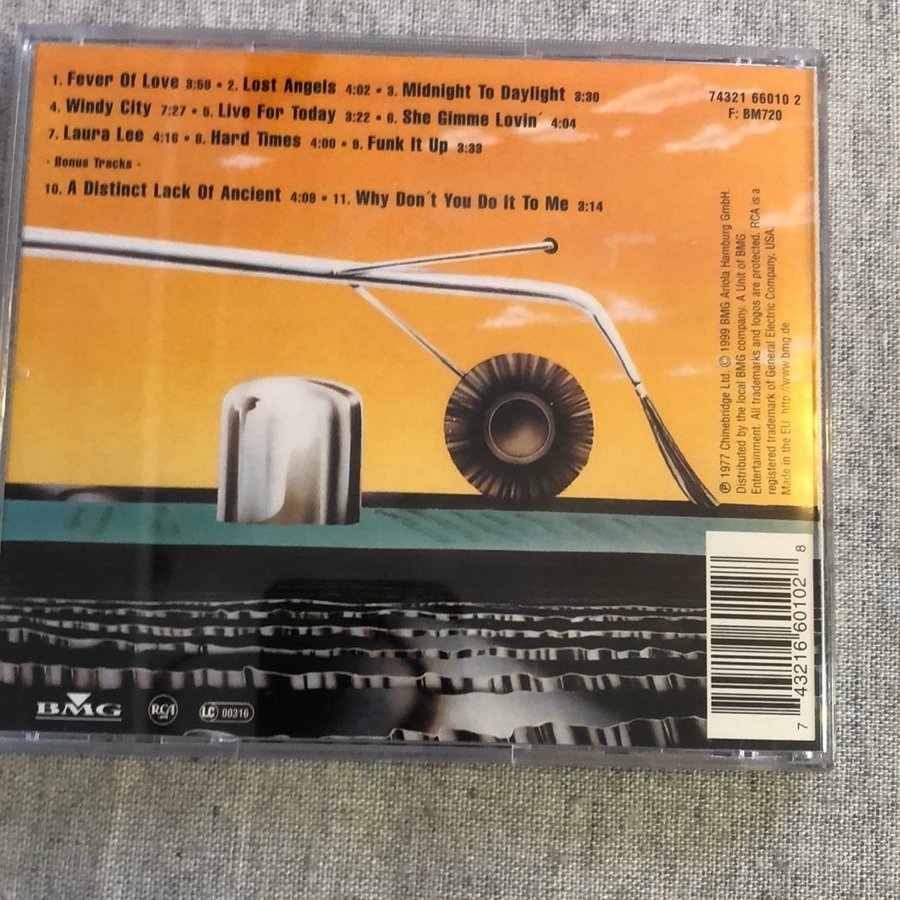 1. Fever Of Love 3:50 • 2. Lost Angels 4:02 • 3. Midnight To Daylight 3:30
4. Windy City 7:27 • 5. Live For Today 3:22 • 6. She Gimme Lovin´ 4:04
7. Laura Lee 4:16 • 8. Hard Times 4:00 • 9. Funk It Up 3:33
- Bonus Tracks -
10. A Distinct Lack Of Ancient 4:09 • 11. Why Don´t You Do It To Me 3:14
74321 66010 2
F: BM720
℗ 1977 Chinebridge Ltd. © 1999 BMG Ariola Hamburg GmbH.
Distributed by the local BMG company. A Unit of BMG
Entertainment. All trademarks and logos are protected. RCA is a
registered trademark of General Electric Company, USA.
Made in the EU http://www.bmg.de
7 43216 60102 8
BMG
RCA
LC 00316